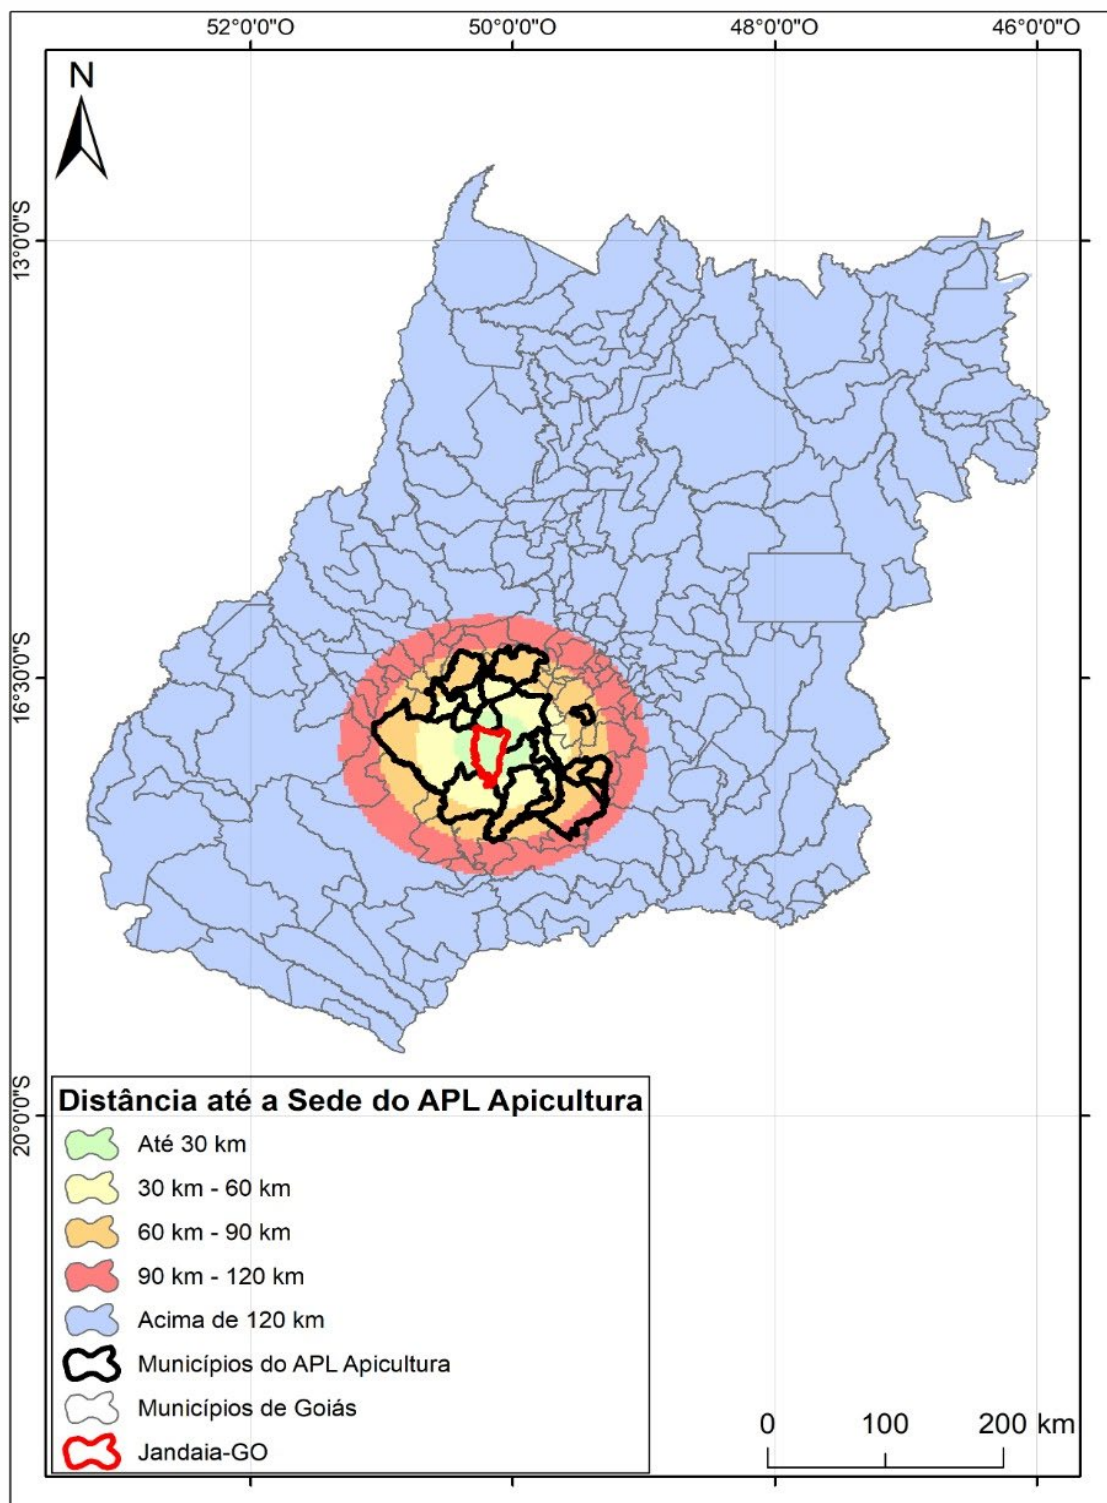 52°0'0"O 50°0'0"O 48°0'0"O 46°0'0"O
N
13°0'0"S
16°30'0"S
20°0'0"S
Distância até a Sede do APL Apicultura
Até 30 km
30 km - 60 km
60 km - 90 km
90 km - 120 km
Acima de 120 km
Municípios do APL Apicultura
Municípios de Goiás
Jandaia-GO
0 100 200 km